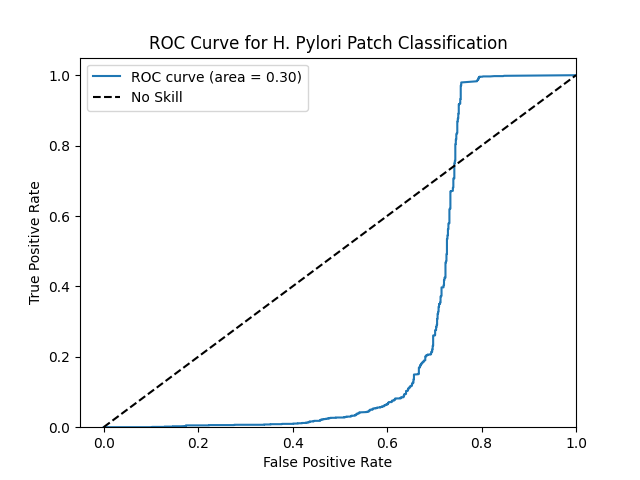 ROC Curve for H. Pylori Patch Classification
ROC curve (area = 0.30)
No Skill
1.0
0.8
0.6
0.4
0.2
0.0
True Positive Rate
0.0 0.2 0.4 0.6 0.8 1.0
False Positive Rate